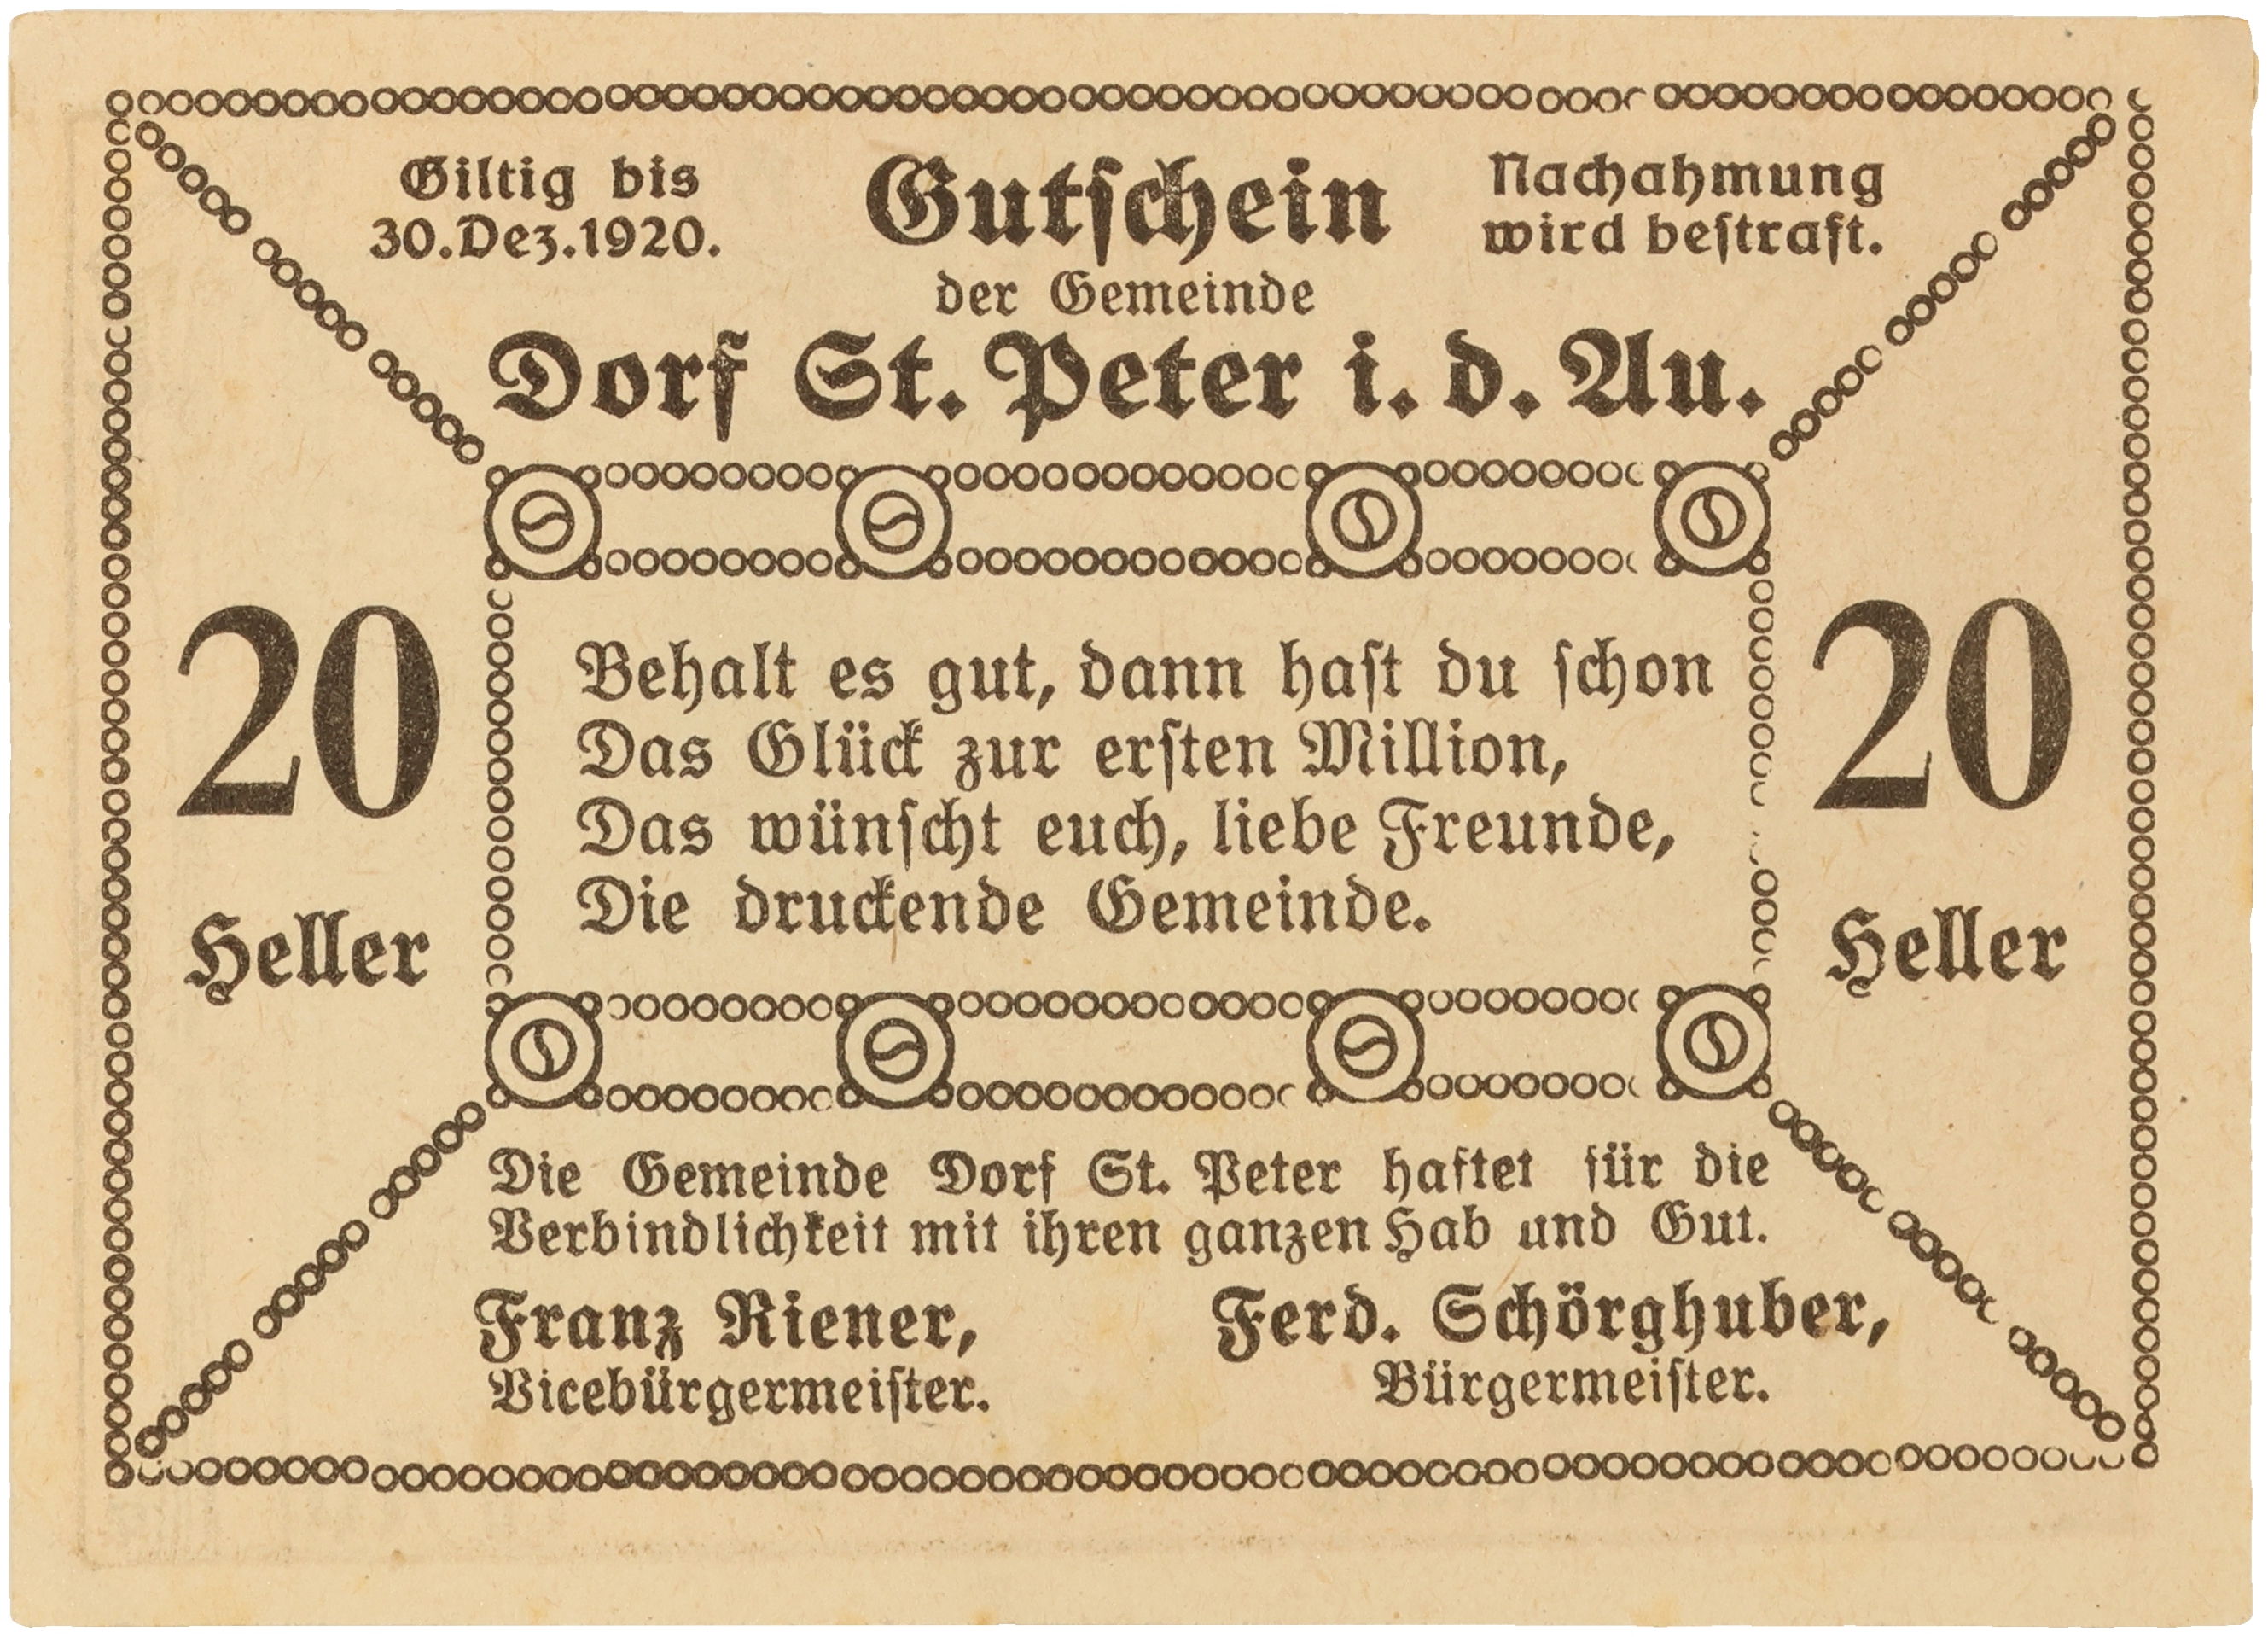 Giltig bis
30. Dez. 1920.
Gutschein
Nachahmung
wird bestraft.
der Gemeinde
Dorf St. Peter i. d. Au.
20
Heller
Behalt es gut, dann hast du schon
Das Glück zur ersten Million,
Das wünscht euch, liebe Freunde,
Die druckende Gemeinde.
20
Heller
Die Gemeinde Dorf St. Peter haftet für die
Verbindlichkeit mit ihren ganzen Hab und Gut.
Franz Riener,
Vicebürgermeister.
Ferd. Schörghuber,
Bürgermeister.